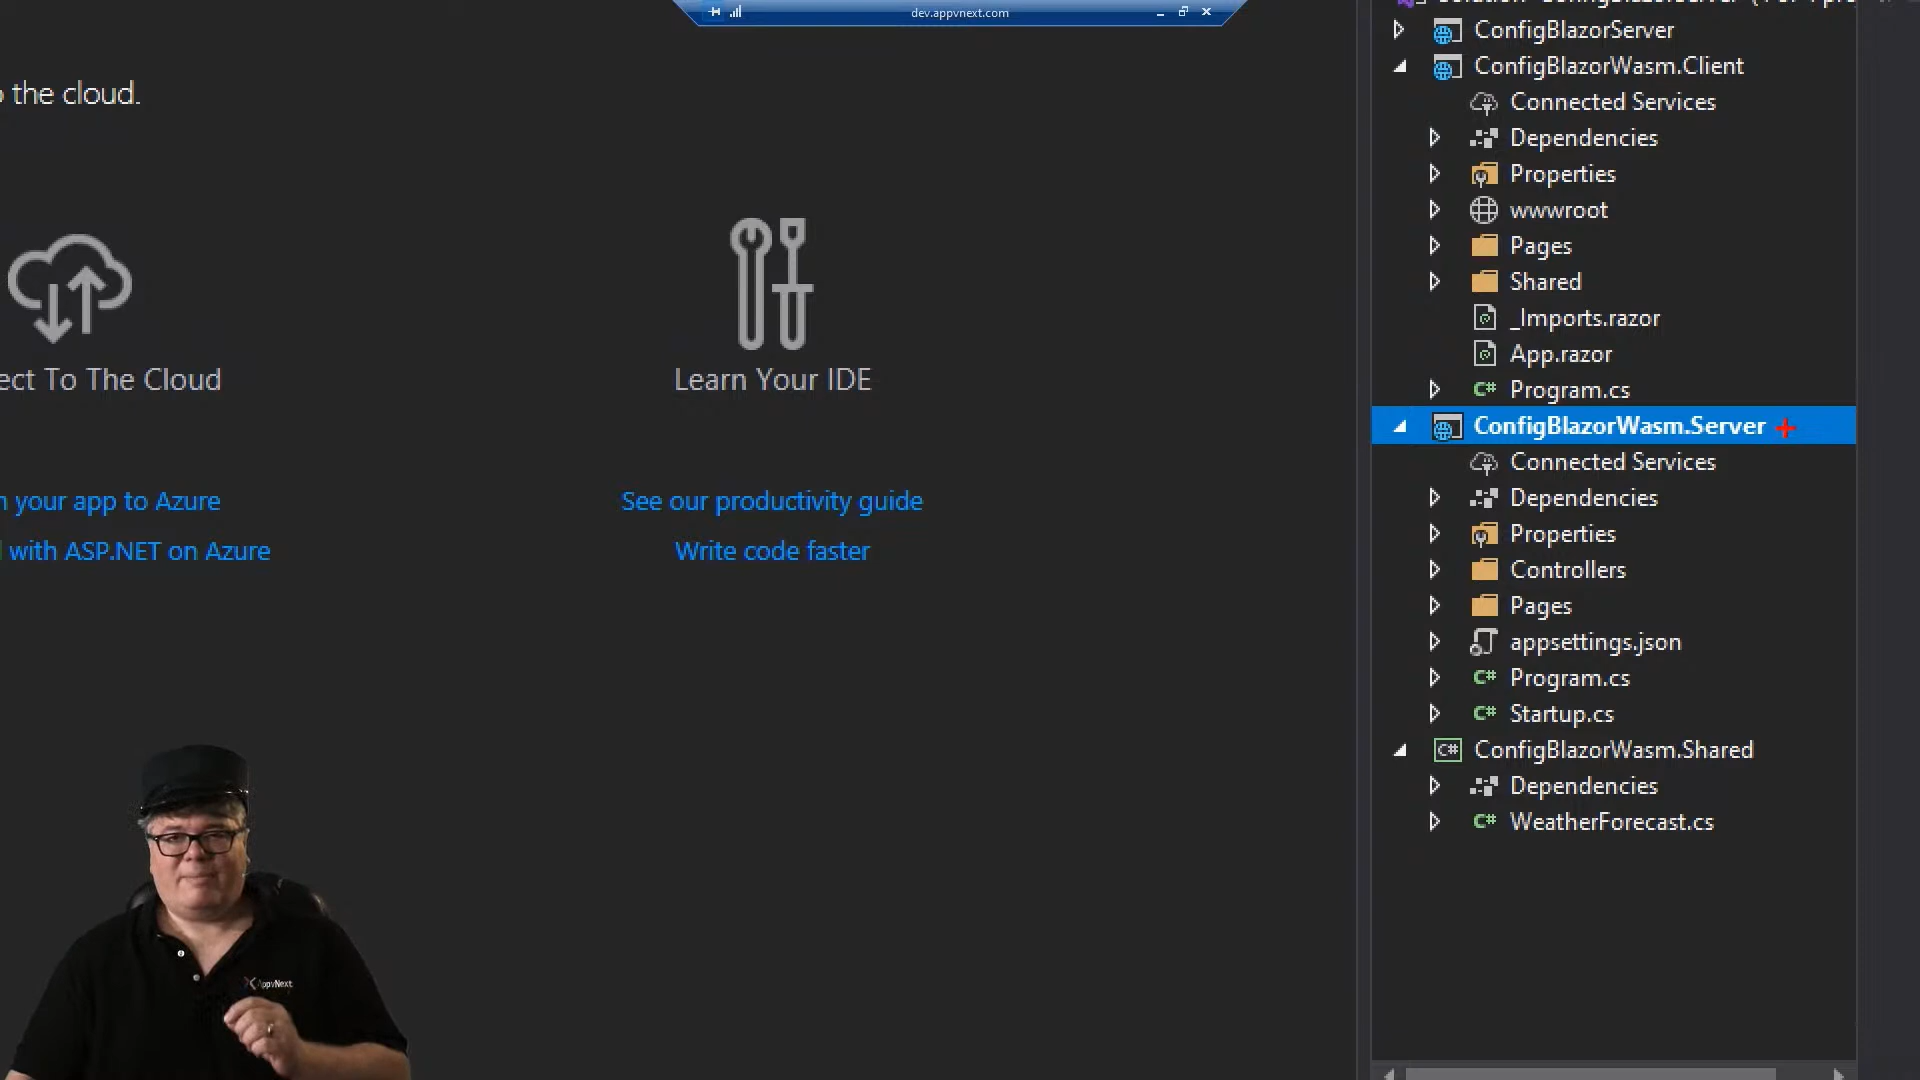 dev.appvnext.com
the cloud.
ect To The Cloud
Learn Your IDE
your app to Azure
with ASP.NET on Azure
See our productivity guide
Write code faster
ConfigBlazorServer
ConfigBlazorWasm.Client
Connected Services
Dependencies
Properties
wwwroot
Pages
Shared
_Imports.razor
App.razor
C# Program.cs
ConfigBlazorWasm.Server
Connected Services
Dependencies
Properties
Controllers
Pages
appsettings.json
C# Program.cs
C# Startup.cs
C# ConfigBlazorWasm.Shared
Dependencies
C# WeatherForecast.cs
AppvNext